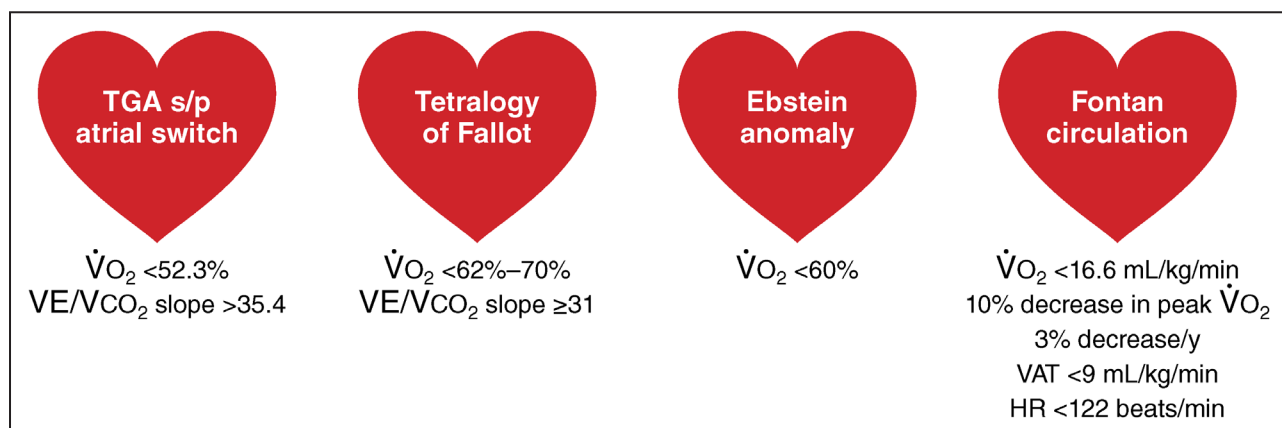 TGA s/p
atrial switch
V̇O₂ <52.3%
VE/VCO₂ slope >35.4
Tetralogy
of Fallot
V̇O₂ <62%–70%
VE/VCO₂ slope ≥31
Ebstein
anomaly
V̇O₂ <60%
Fontan
circulation
V̇O₂ <16.6 mL/kg/min
10% decrease in peak V̇O₂
3% decrease/y
VAT <9 mL/kg/min
HR <122 beats/min